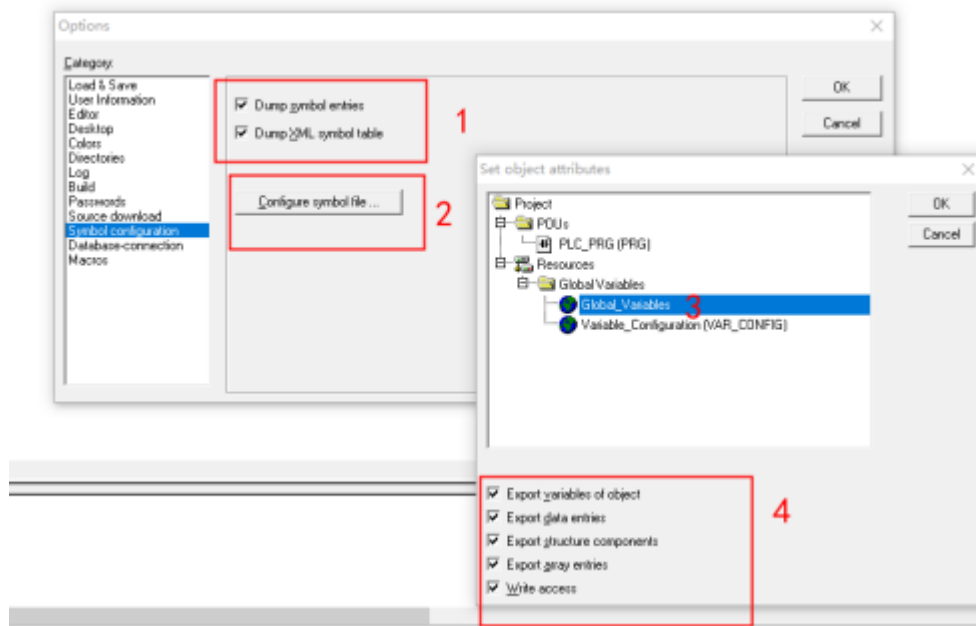 Options
Category:
Load & Save
User Information
Editor
Desktop
Colors
Directories
Log
Build
Passwords
Source download
Symbol configuration
Database-connection
Macros
Dump symbol entries
Dump XML symbol table
1
Configure symbol file ...
2
OK
Cancel
Set object attributes
Project
POUs
PLC_PRG (PRG)
Resources
Global Variables
Global_Variables
3
Variable_Configuration (VAR_CONFIG)
OK
Cancel
Export variables of object
Export data entries
Export structure components
Export array entries
Write access
4